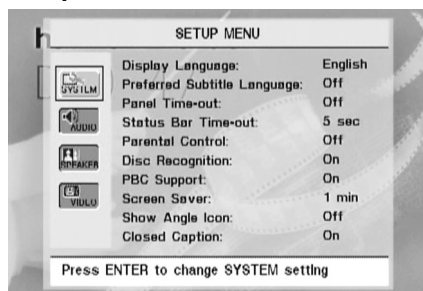 SETUP MENU
Display Language: English
Preferred Subtitle Language: Off
Panel Time-out: Off
Status Bar Time-out: 5 sec
Parental Control: Off
Disc Recognition: On
PBC Support: On
Screen Saver: 1 min
Show Angle Icon: Off
Closed Caption: On
SYSTEM
AUDIO
SPEAKER
VIDEO
Press ENTER to change SYSTEM setting